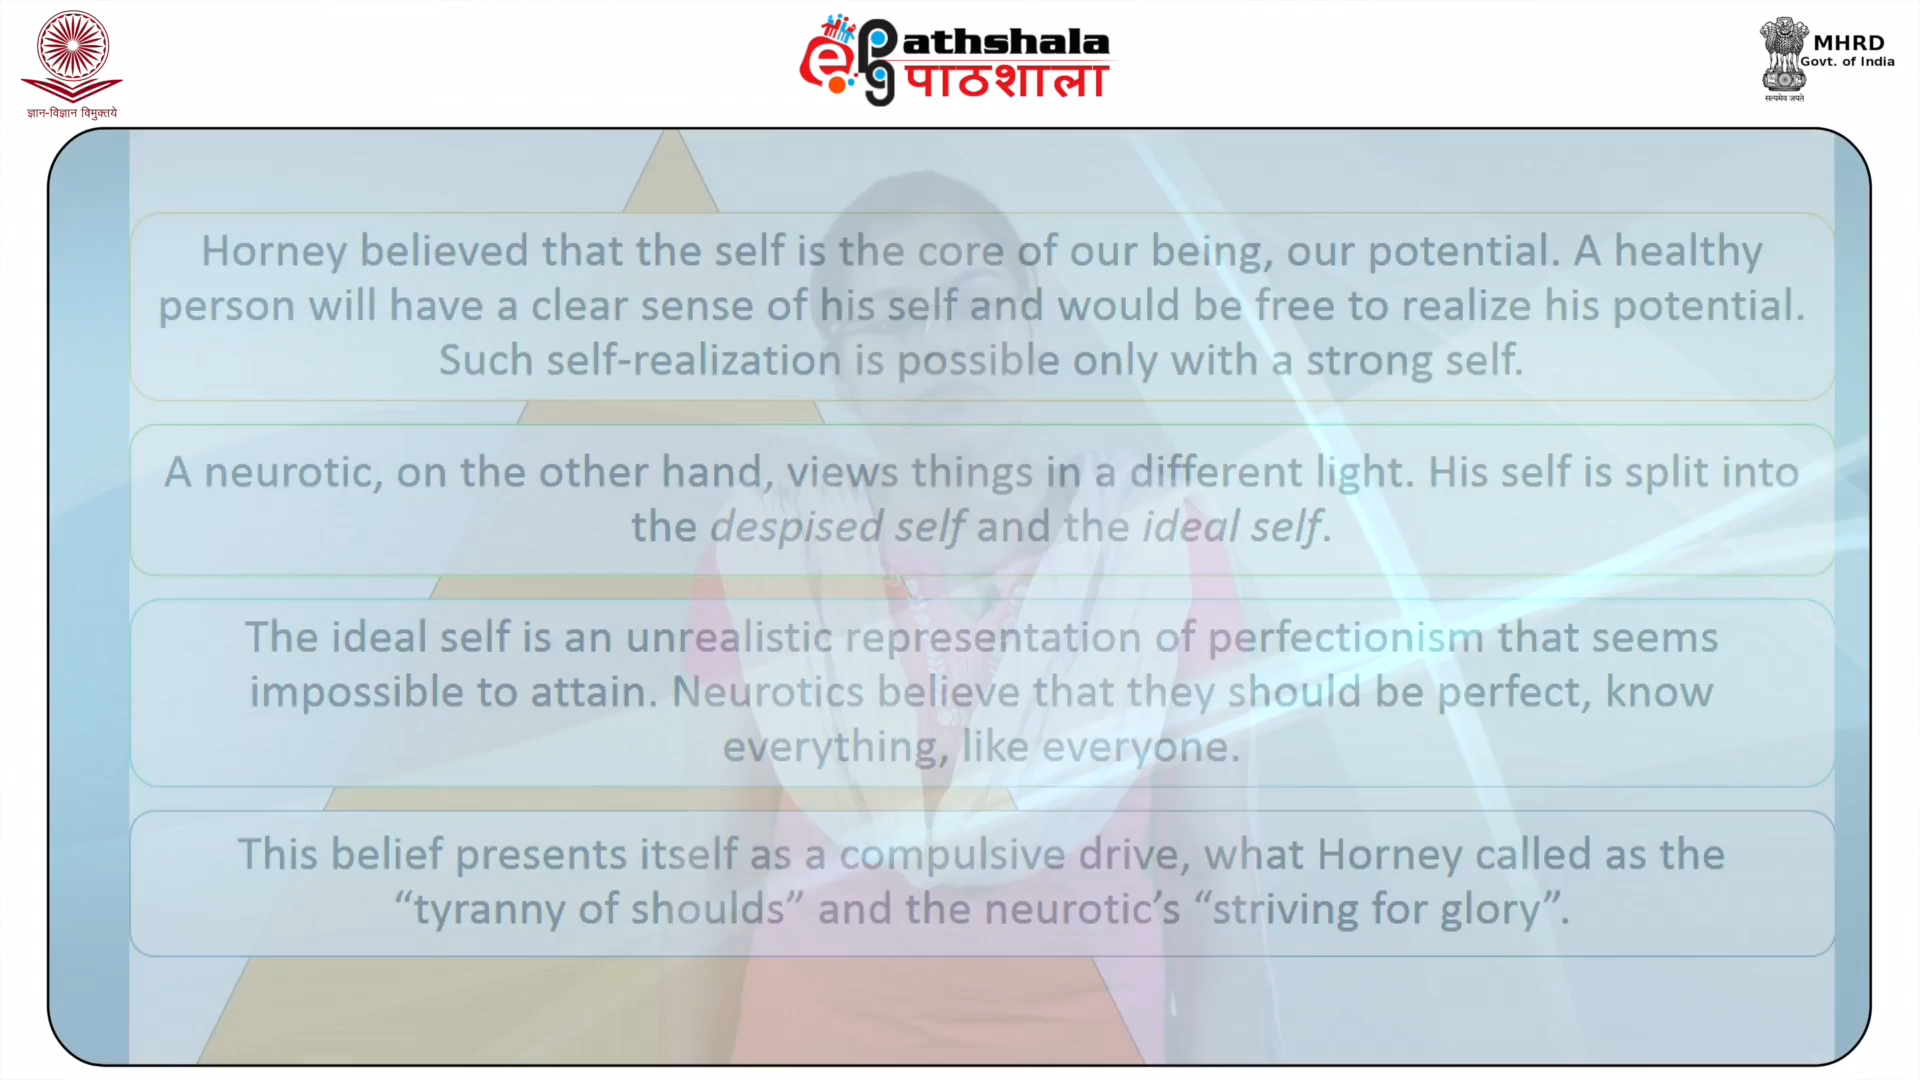 ज्ञान-विज्ञान विमुक्तये
e pg Pathshala
पाठशाला
MHRD
Govt. of India
सत्यमेव जयते
Horney believed that the self is the core of our being, our potential. A healthy
person will have a clear sense of his self and would be free to realize his potential.
Such self-realization is possible only with a strong self.
A neurotic, on the other hand, views things in a different light. His self is split into
the despised self and the ideal self.
The ideal self is an unrealistic representation of perfectionism that seems
impossible to attain. Neurotics believe that they should be perfect, know
everything, like everyone.
This belief presents itself as a compulsive drive, what Horney called as the
“tyranny of shoulds” and the neurotic’s “striving for glory”.